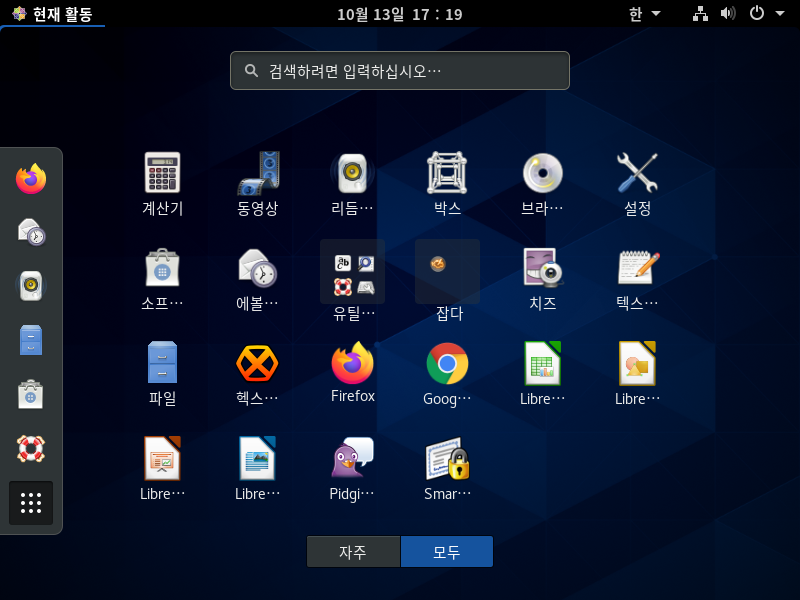 현재 활동
10월 13일 17 : 19
한
검색하려면 입력하십시오…
계산기
동영상
리듬…
박스
브라…
설정
소프…
에볼…
유틸…
잡다
치즈
텍스…
파일
헥스…
Firefox
Goog…
Libre…
Libre…
Libre…
Libre…
Pidgi…
Smar…
자주
모두